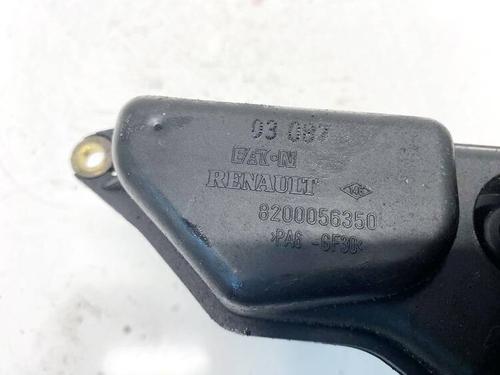 03 087
EATON
RENAULT
8200056350
>PA6 -GF30<